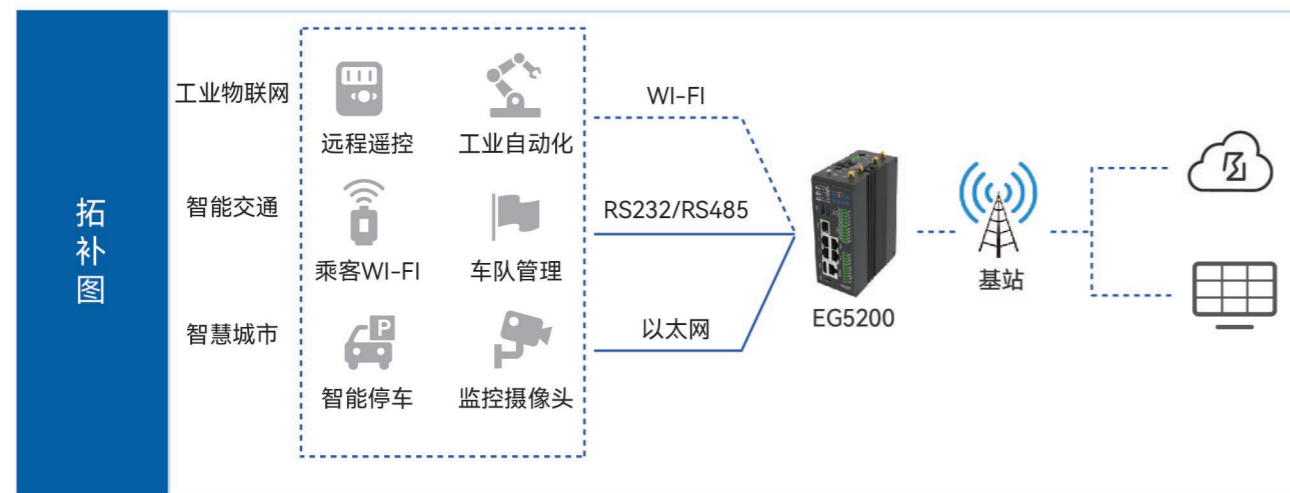 拓补图
工业物联网
远程遥控
工业自动化
WI-FI
智能交通
乘客WI-FI
车队管理
RS232/RS485
智慧城市
P
智能停车
监控摄像头
以太网
EG5200
基站